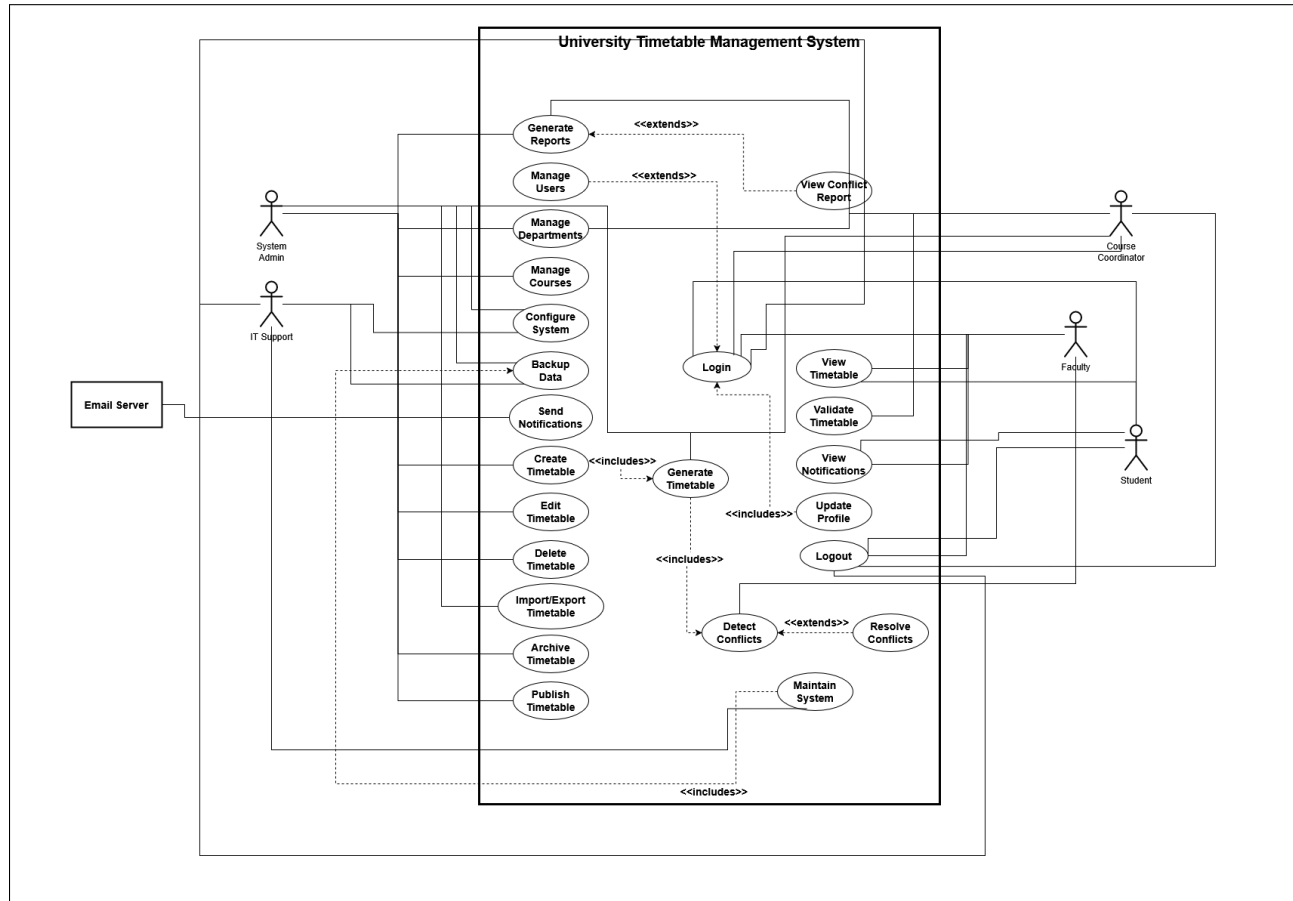 University Timetable Management System
Generate
Reports
<<extends>>
Manage
Users
<<extends>>
View Conflict
Report
System
Admin
Manage
Departments
Course
Coordinator
Manage
Courses
IT Support
Configure
System
Backup
Data
Login
View
Timetable
Faculty
Email Server
Send
Notifications
Validate
Timetable
Create
Timetable
<<includes>>
Generate
Timetable
View
Notifications
Student
Edit
Timetable
<<includes>>
Update
Profile
Delete
Timetable
<<includes>>
Logout
Import/Export
Timetable
Detect
Conflicts
<<extends>>
Resolve
Conflicts
Archive
Timetable
Publish
Timetable
Maintain
System
<<includes>>